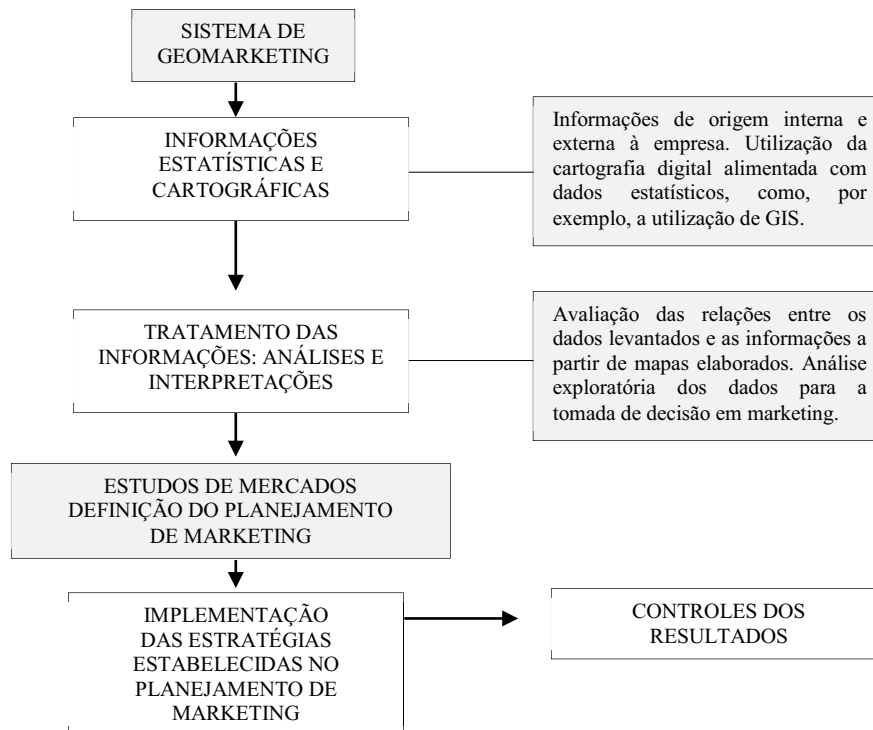 SISTEMA DE
GEOMARKETING
INFORMAÇÕES
ESTATÍSTICAS E
CARTOGRÁFICAS
Informações de origem interna e
externa à empresa. Utilização da
cartografia digital alimentada com
dados estatísticos, como, por
exemplo, a utilização de GIS.
TRATAMENTO DAS
INFORMAÇÕES: ANÁLISES E
INTERPRETAÇÕES
Avaliação das relações entre os
dados levantados e as informações a
partir de mapas elaborados. Análise
exploratória dos dados para a
tomada de decisão em marketing.
ESTUDOS DE MERCADOS
DEFINIÇÃO DO PLANEJAMENTO
DE MARKETING
IMPLEMENTAÇÃO
DAS ESTRATÉGIAS
ESTABELECIDAS NO
PLANEJAMENTO DE
MARKETING
CONTROLES DOS
RESULTADOS